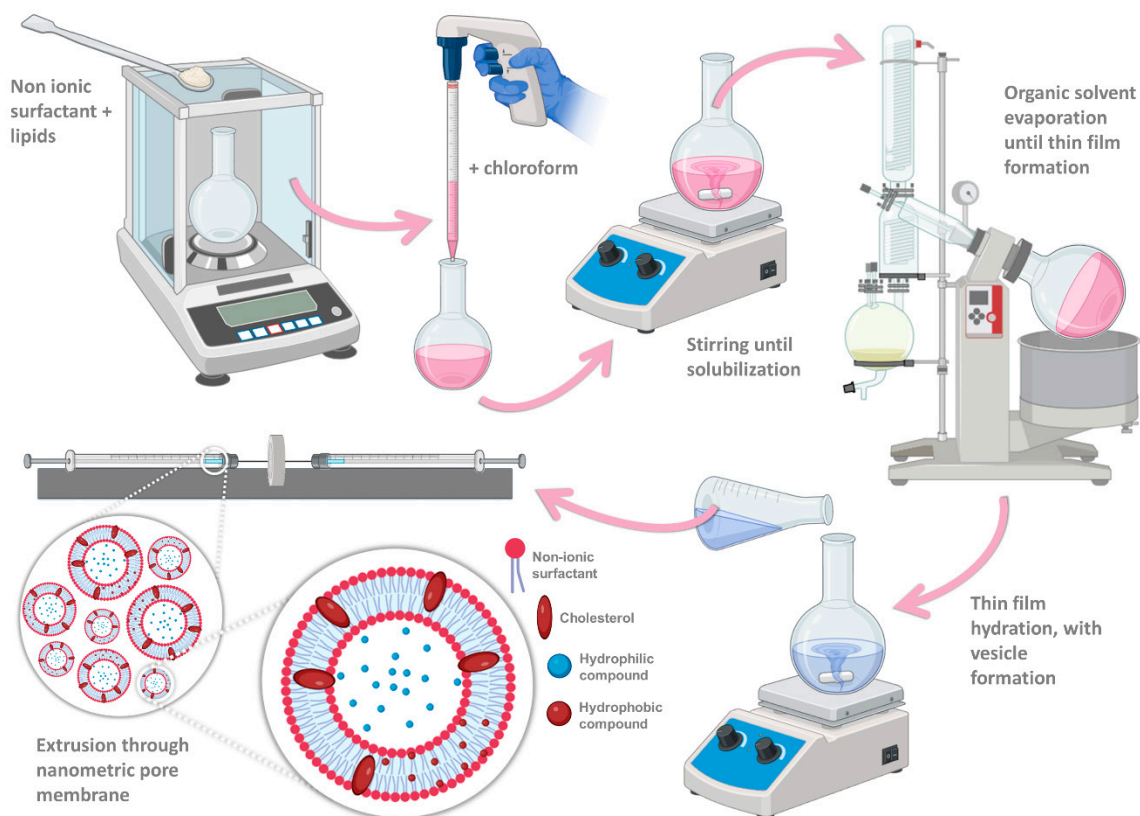 Non ionic
surfactant +
lipids
+ chloroform
Stirring until
solubilization
Organic solvent
evaporation
until thin film
formation
Thin film
hydration, with
vesicle
formation
Non-ionic
surfactant
Cholesterol
Hydrophilic
compound
Hydrophobic
compound
Extrusion through
nanometric pore
membrane